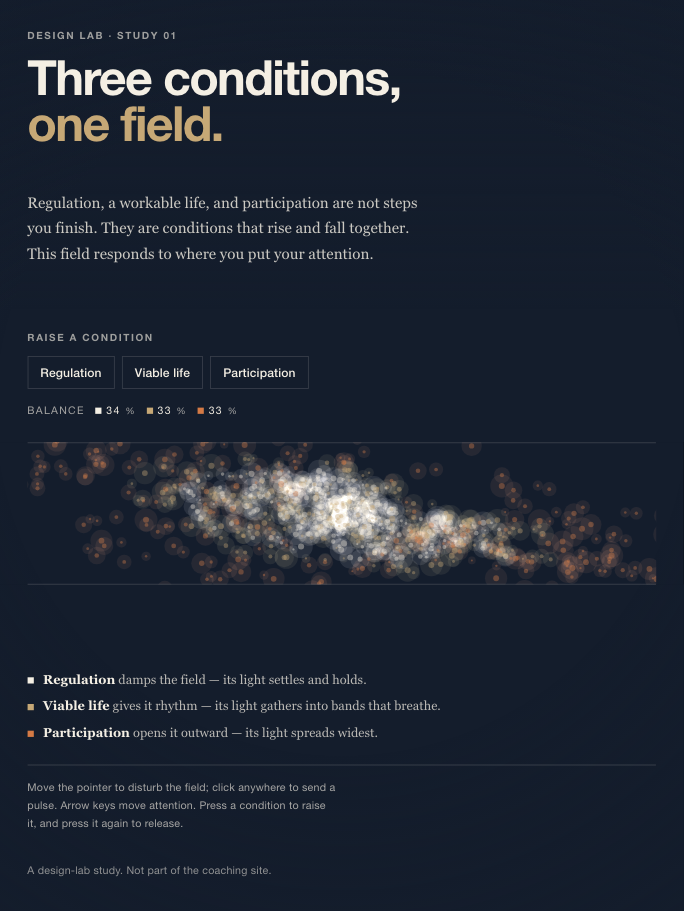 DESIGN LAB · STUDY 01
Three conditions,
one field.
Regulation, a workable life, and participation are not steps
you finish. They are conditions that rise and fall together.
This field responds to where you put your attention.
RAISE A CONDITION
Regulation Viable life Participation
BALANCE 34 % 33 % 33 %
Regulation damps the field — its light settles and holds.
Viable life gives it rhythm — its light gathers into bands that breathe.
Participation opens it outward — its light spreads widest.
Move the pointer to disturb the field; click anywhere to send a
pulse. Arrow keys move attention. Press a condition to raise
it, and press it again to release.
A design-lab study. Not part of the coaching site.